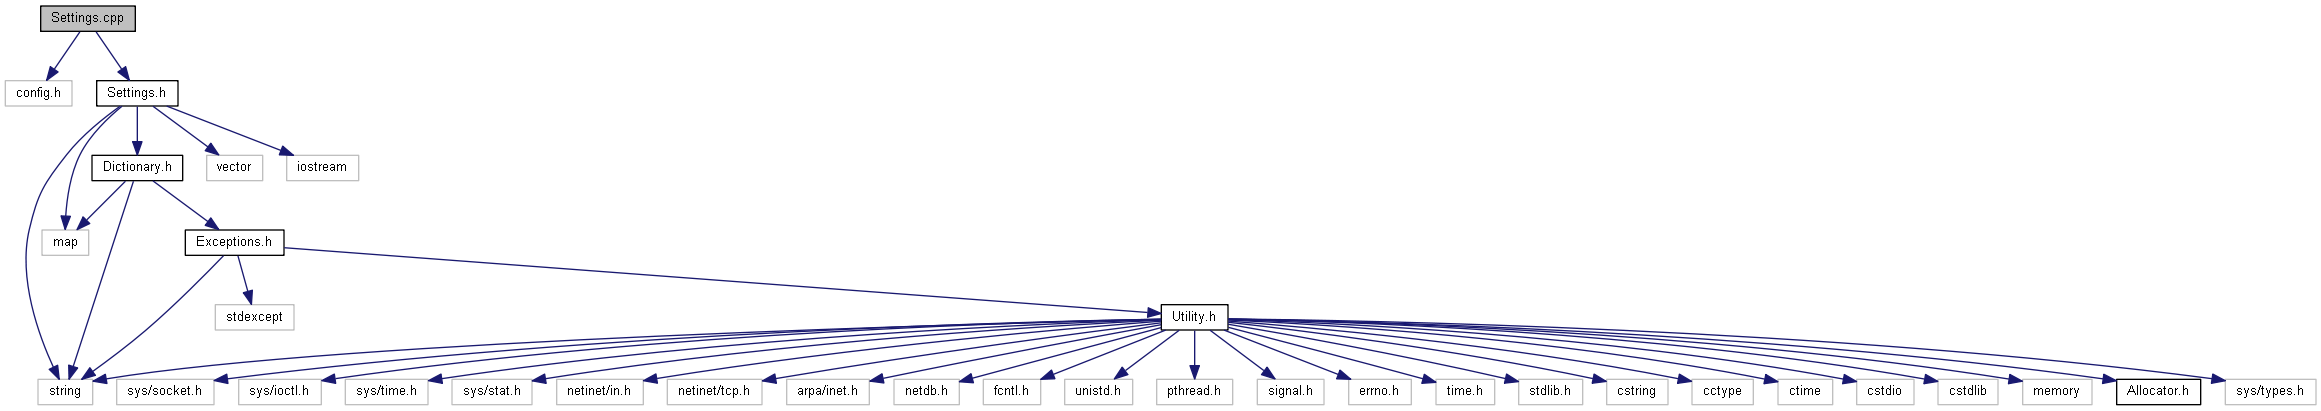 Settings.cpp
config.h
Settings.h
Dictionary.h
vector
iostream
map
Exceptions.h
stdexcept
Utility.h
string
sys/socket.h
sys/ioctl.h
sys/time.h
sys/stat.h
netinet/in.h
netinet/tcp.h
arpa/inet.h
netdb.h
fcntl.h
unistd.h
pthread.h
signal.h
errno.h
time.h
stdlib.h
cstring
cctype
ctime
cstdio
cstdlib
memory
Allocator.h
sys/types.h